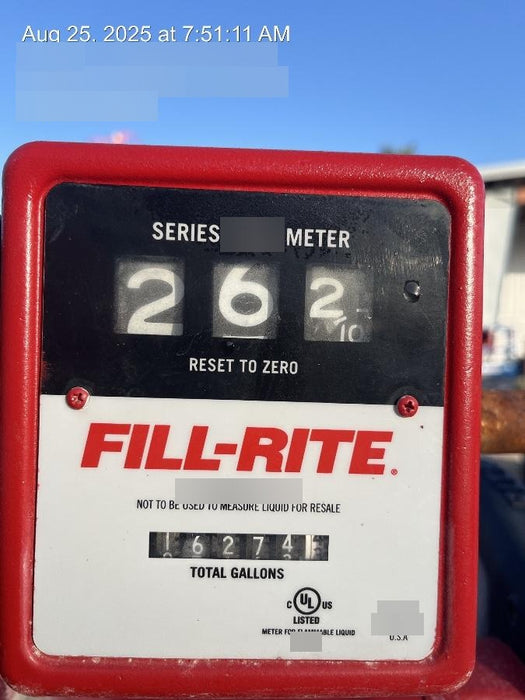 Aug 25, 2025 at 7:51:11 AM
SERIES METER
2 6 2 /10
RESET TO ZERO
FILL-RITE®
NOT TO BE USED TO MEASURE LIQUID FOR RESALE
6 2 7 4
TOTAL GALLONS
C UL US
LISTED
METER FOR FLAMMABLE LIQUID
U.S.A